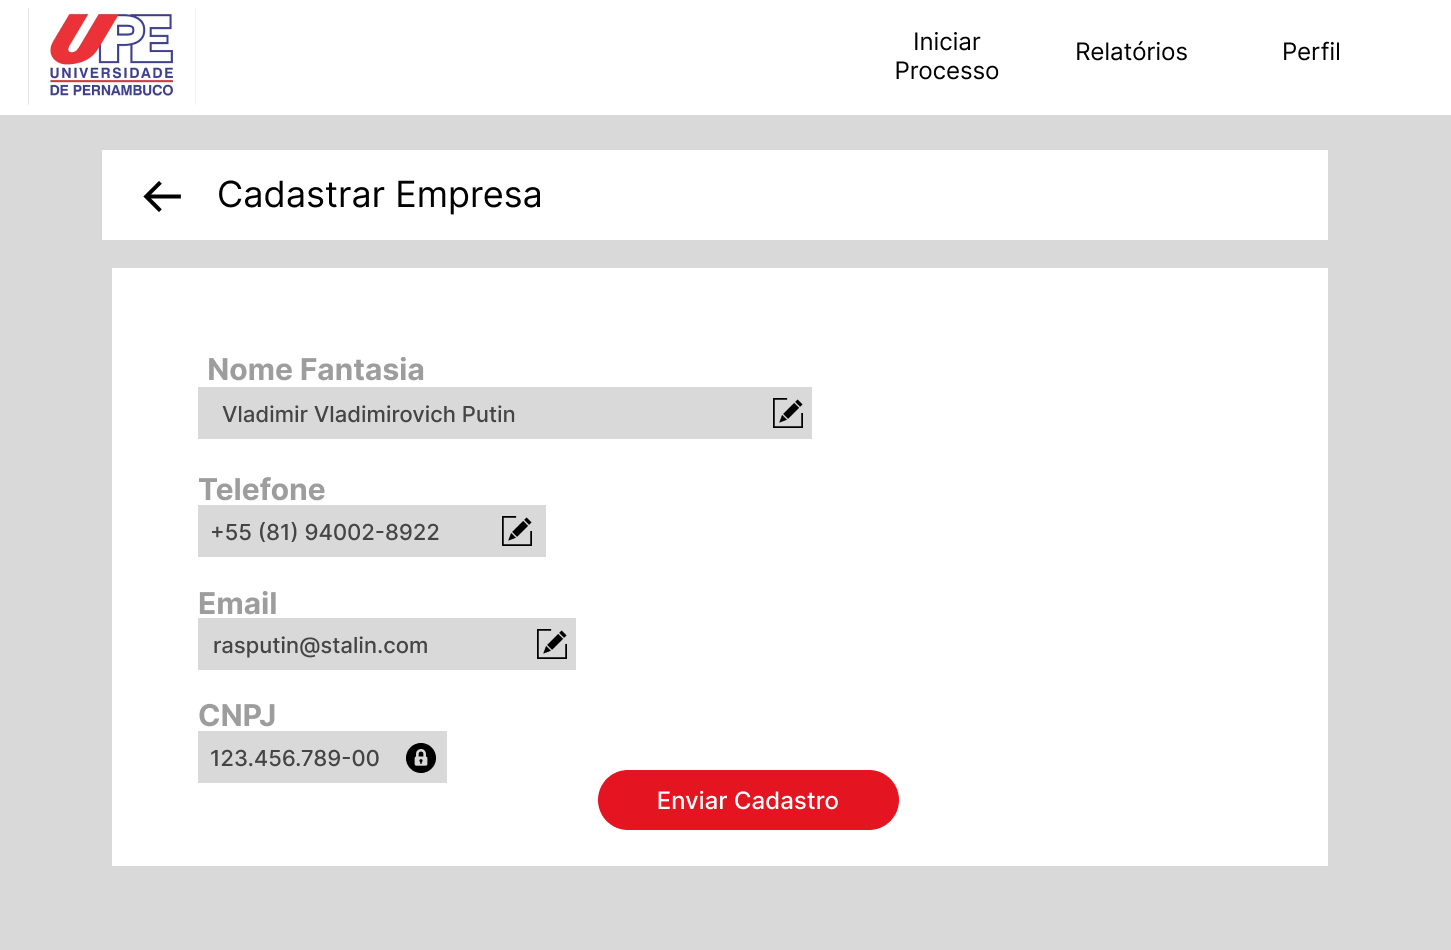 UPE
UNIVERSIDADE
DE PERNAMBUCO
Iniciar
Processo
Relatórios
Perfil
Cadastrar Empresa
Nome Fantasia
Vladimir Vladimirovich Putin
Telefone
+55 (81) 94002-8922
Email
rasputin@stalin.com
CNPJ
123.456.789-00
Enviar Cadastro